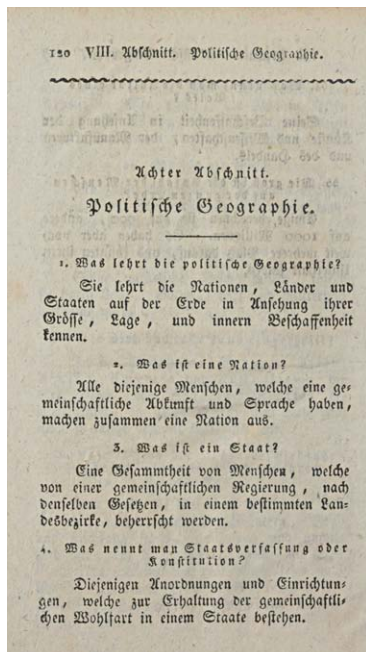 120 VIII. Abschnitt. Politische Geographie.
Achter Abschnitt.
Politische Geographie.
1. Was lehrt die politische Geographie?
Sie lehrt die Nationen, Länder und
Staaten auf der Erde in Ansehung ihrer
Grösse, Lage, und innern Beschaffenheit
kennen.
2. Was ist eine Nation?
Alle diejenige Menschen, welche eine ge-
meinschaftliche Abkunft und Sprache haben,
machen zusammen eine Nation aus.
3. Was ist ein Staat?
Eine Gesammtheit von Menschen, welche
von einer gemeinschaftlichen Regierung, nach
denselben Gesetzen, in einem bestimmten Lan-
desbezirke, beherrscht werden.
4. Was nennt man Staatsverfassung oder
Konstitution?
Diejenigen Anordnungen und Einrichtun-
gen, welche zur Erhaltung der gemeinschaftli-
chen Wohlfart in einem Staate bestehen.